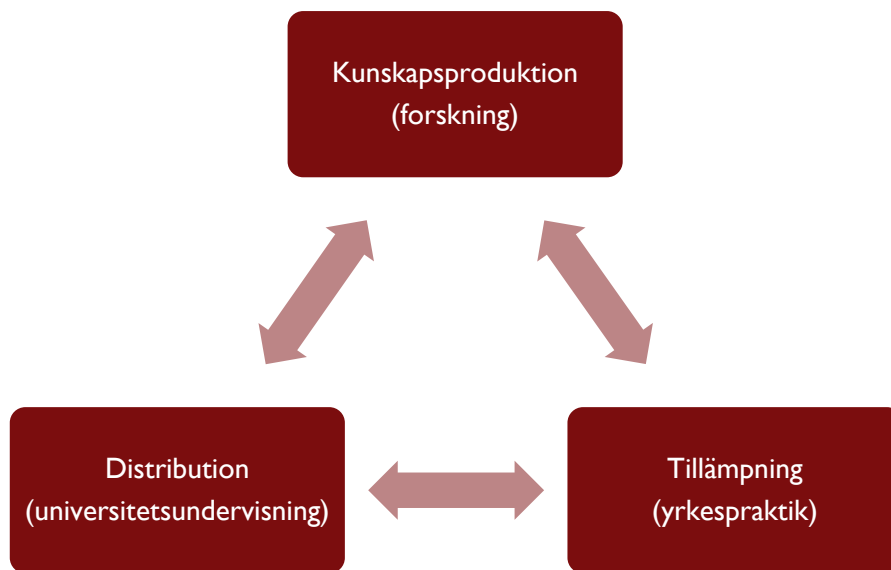 Kunskapsproduktion
(forskning)
Distribution
(universitetsundervisning)
Tillämpning
(yrkespraktik)